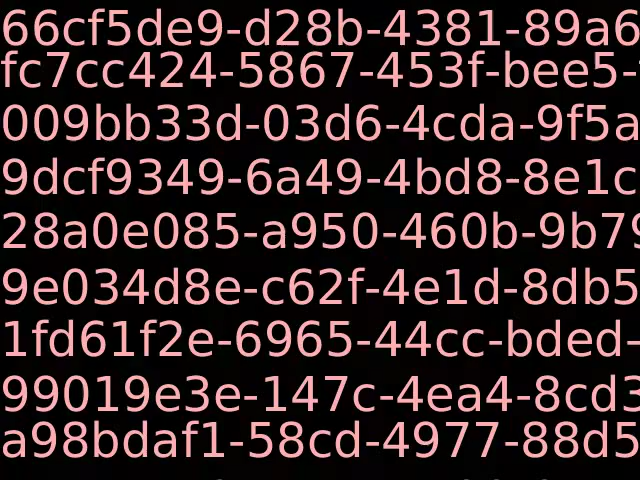 66cf5de9-d28b-4381-89a6
fc7cc424-5867-453f-bee5-
009bb33d-03d6-4cda-9f5a
9dcf9349-6a49-4bd8-8e1c
28a0e085-a950-460b-9b79
9e034d8e-c62f-4e1d-8db5
1fd61f2e-6965-44cc-bded-
99019e3e-147c-4ea4-8cd3
a98bdaf1-58cd-4977-88d5